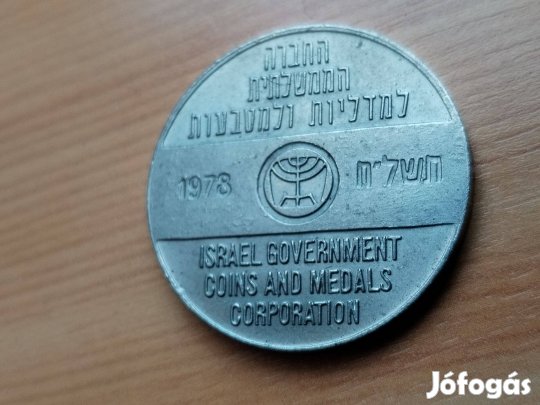 החברה
הממשלתית
למדליות ולמטבעות
1978 תשל״ח
ISRAEL GOVERNMENT
COINS AND MEDALS
CORPORATION
Jófogás